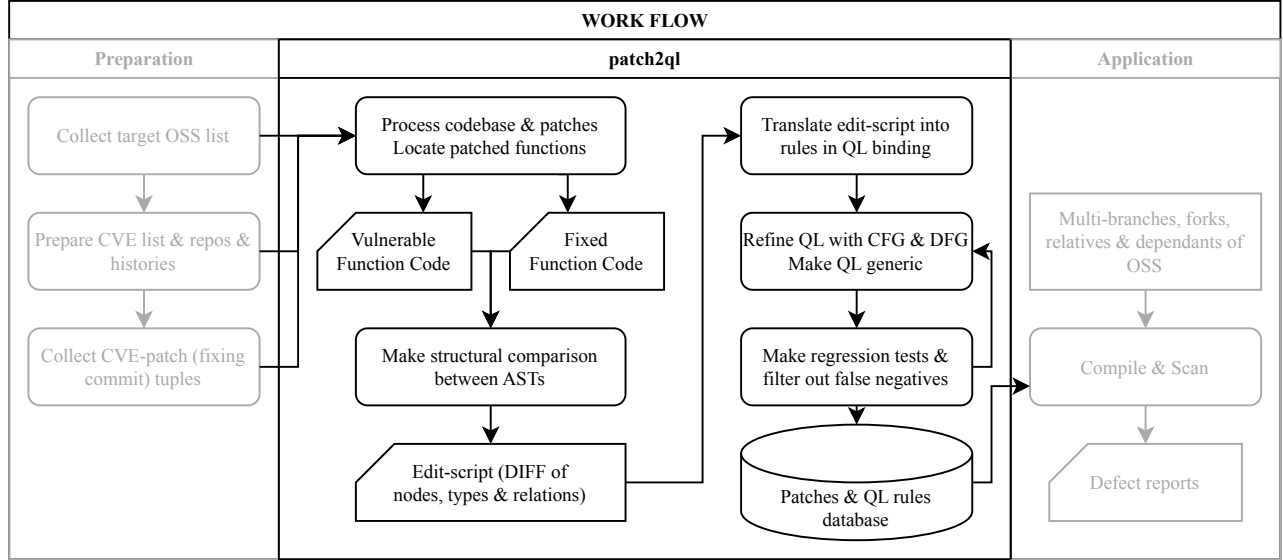 WORK FLOW
Preparation
patch2ql
Application
Collect target OSS list
Prepare CVE list & repos &
histories
Collect CVE-patch (fixing
commit) tuples
Process codebase & patches
Locate patched functions
Vulnerable
Function Code
Fixed
Function Code
Make structural comparison
between ASTs
Edit-script (DIFF of
nodes, types & relations)
Translate edit-script into
rules in QL binding
Refine QL with CFG & DFG
Make QL generic
Make regression tests &
filter out false negatives
Patches & QL rules
database
Multi-branches, forks,
relatives & dependants of
OSS
Compile & Scan
Defect reports